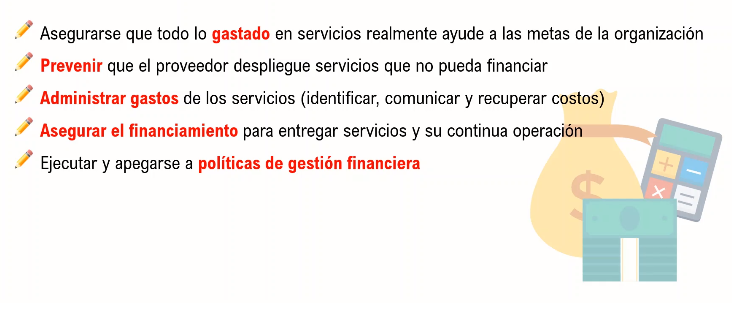 Asegurarse que todo lo gastado en servicios realmente ayude a las metas de la organización
Prevenir que el proveedor despliegue servicios que no pueda financiar
Administrar gastos de los servicios (identificar, comunicar y recuperar costos)
Asegurar el financiamiento para entregar servicios y su continua operación
Ejecutar y apegarse a políticas de gestión financiera